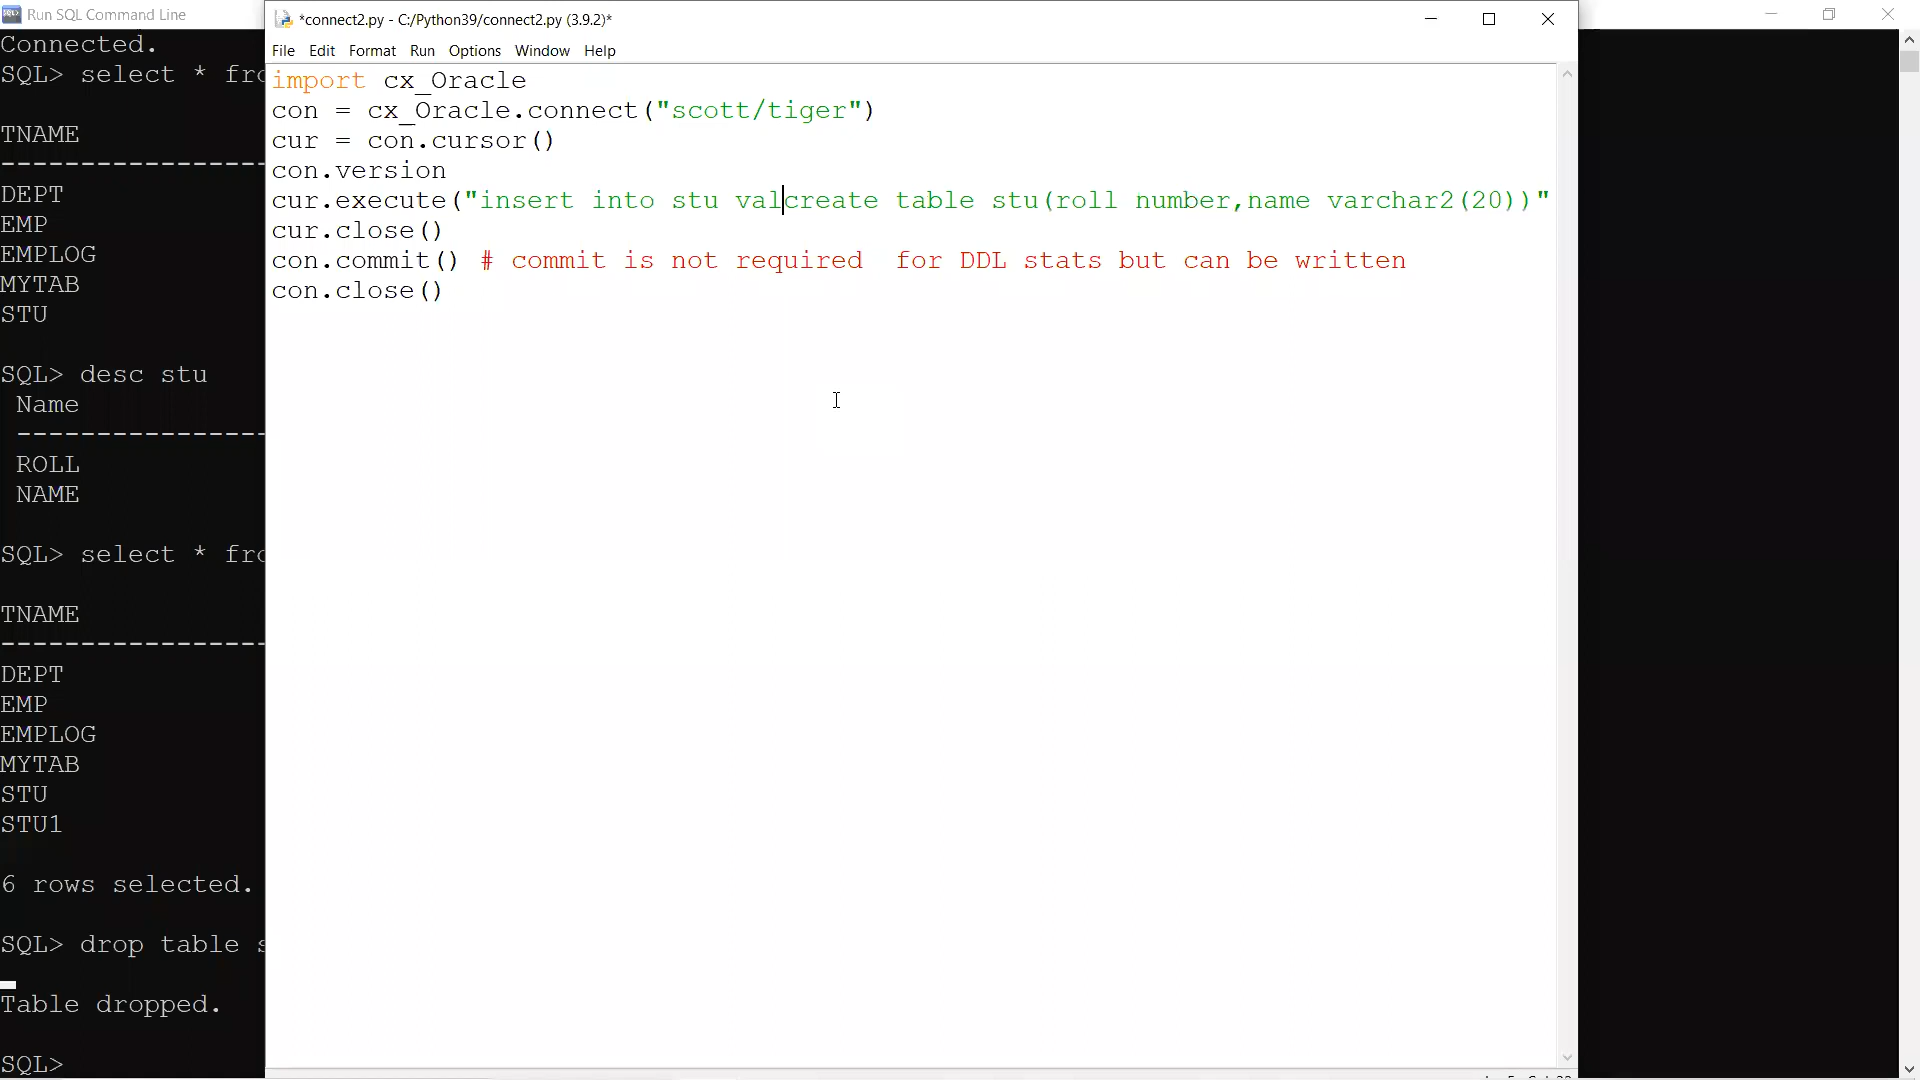 Run SQL Command Line
Connected.
SQL> select * fro
TNAME
-----------------
DEPT
EMP
EMPLOG
MYTAB
STU
SQL> desc stu
Name
----------------
ROLL
NAME
SQL> select * fro
TNAME
-----------------
DEPT
EMP
EMPLOG
MYTAB
STU
STU1
6 rows selected.
SQL> drop table s
Table dropped.
SQL>
*connect2.py - C:/Python39/connect2.py (3.9.2)*
File Edit Format Run Options Window Help
import cx_Oracle
con = cx_Oracle.connect("scott/tiger")
cur = con.cursor()
con.version
cur.execute("insert into stu valcreate table stu(roll number,name varchar2(20))"
cur.close()
con.commit() # commit is not required  for DDL stats but can be written
con.close()